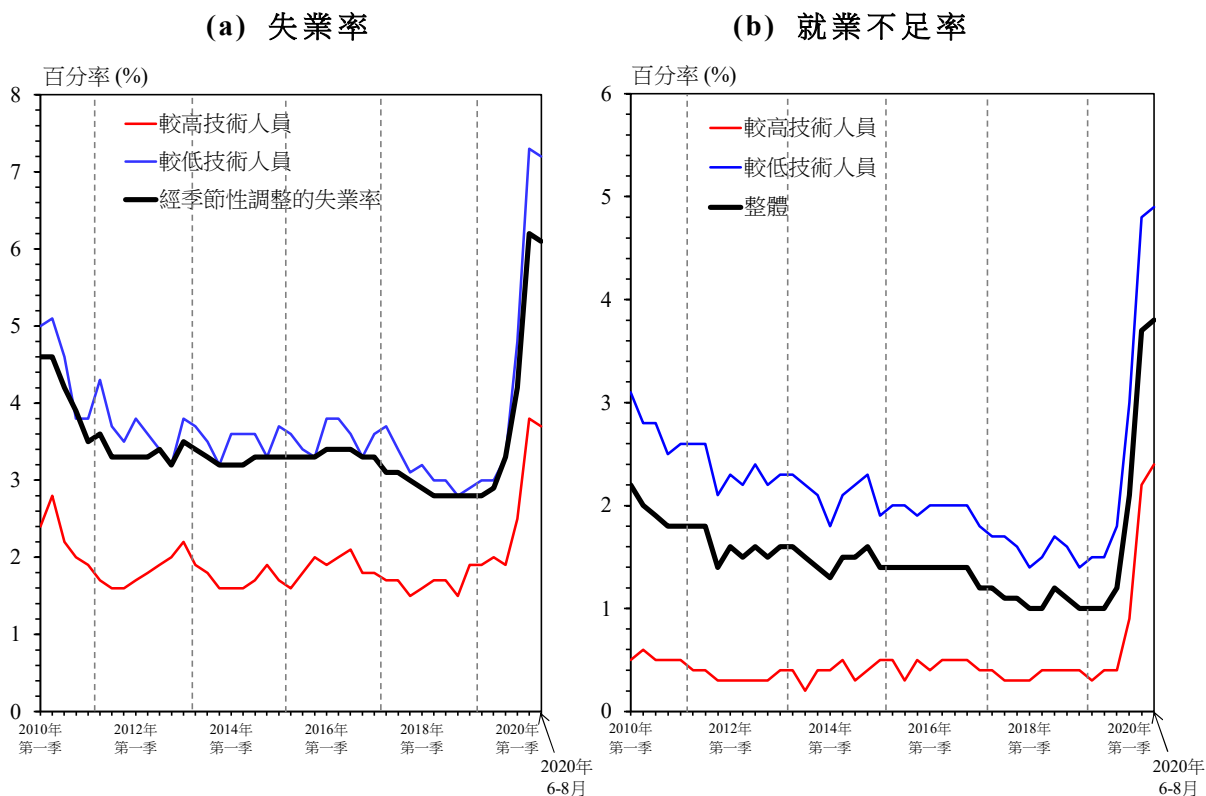 (a) 失業率
百分率 (%)
8
7
6
5
4
3
2
1
0
較高技術人員
較低技術人員
經季節性調整的失業率
2010年 2012年 2014年 2016年 2018年 2020年
第一季 第一季 第一季 第一季 第一季 第一季
2020年
6-8月
(b) 就業不足率
百分率 (%)
6
5
4
3
2
1
0
較高技術人員
較低技術人員
整體
2010年 2012年 2014年 2016年 2018年 2020年
第一季 第一季 第一季 第一季 第一季 第一季
2020年
6-8月